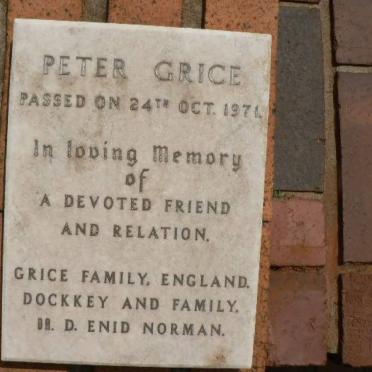 PETER GRICE
PASSED ON 24TH OCT. 1971.
In loving Memory
of
A DEVOTED FRIEND
AND RELATION.
GRICE FAMILY, ENGLAND.
DOCKKEY AND FAMILY.
DR. D. ENID NORMAN.